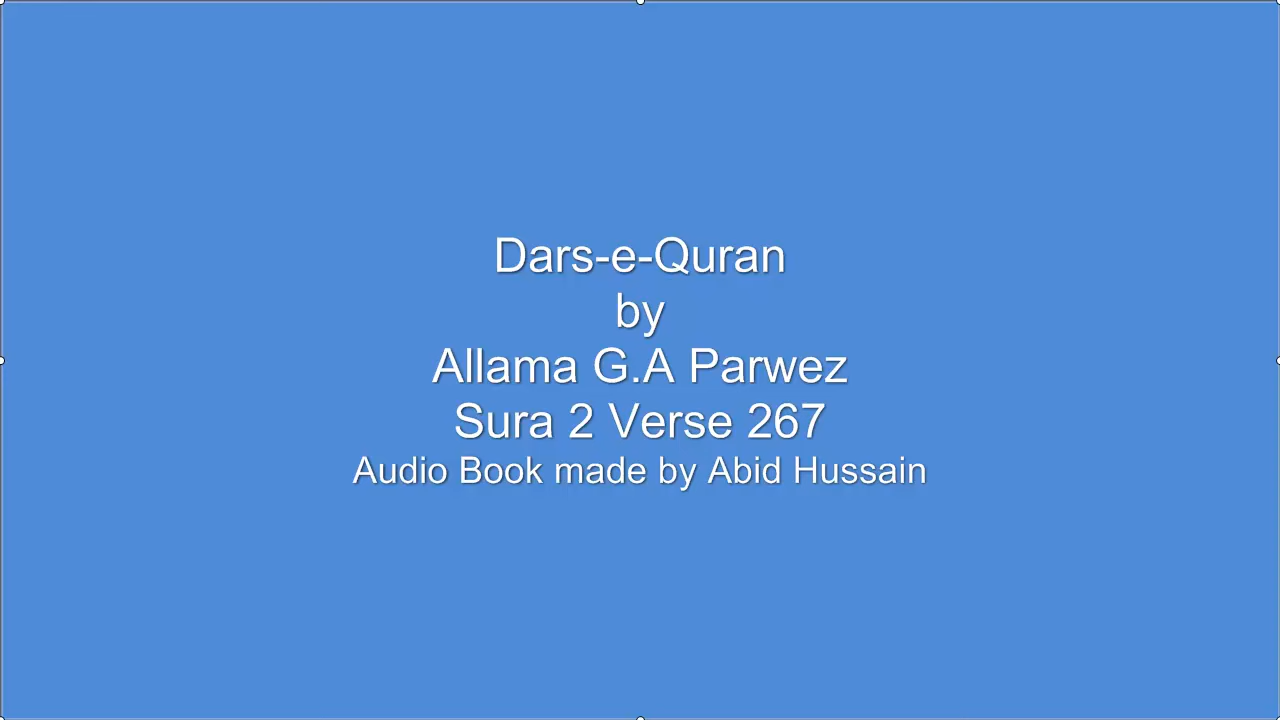 Dars-e-Quran
by
Allama G.A Parwez
Sura 2 Verse 267
Audio Book made by Abid Hussain